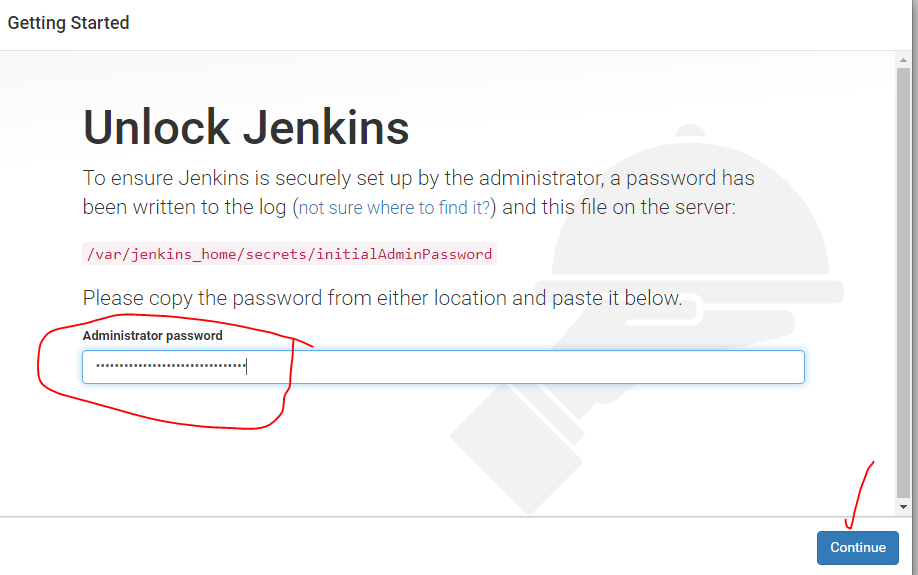 Getting Started
Unlock Jenkins
To ensure Jenkins is securely set up by the administrator, a password has
been written to the log (not sure where to find it?) and this file on the server:
/var/jenkins_home/secrets/initialAdminPassword
Please copy the password from either location and paste it below.
Administrator password
Continue